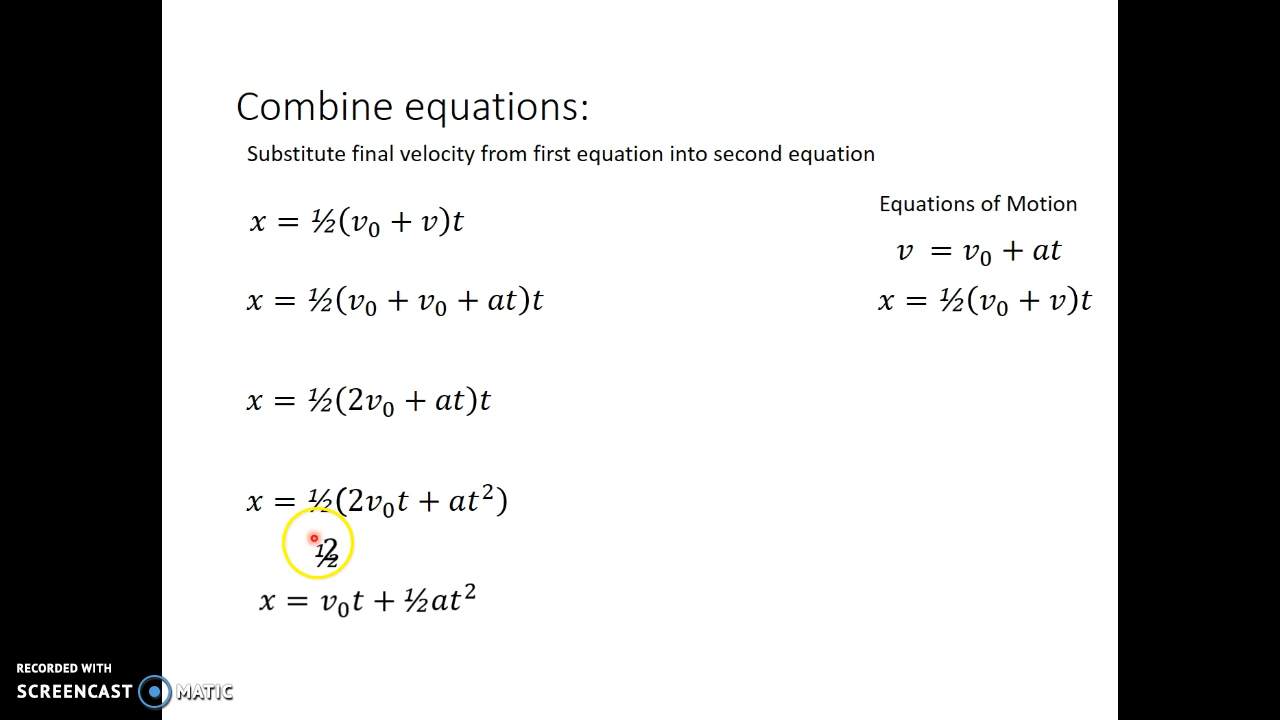 Combine equations:
Substitute final velocity from first equation into second equation
x = ½(v₀ + v)t
x = ½(v₀ + v₀ + at)t
x = ½(2v₀ + at)t
x = ½(2v₀t + at²)
½2
x = v₀t + ½at²
Equations of Motion
v = v₀ + at
x = ½(v₀ + v)t
RECORDED WITH
SCREENCAST MATIC